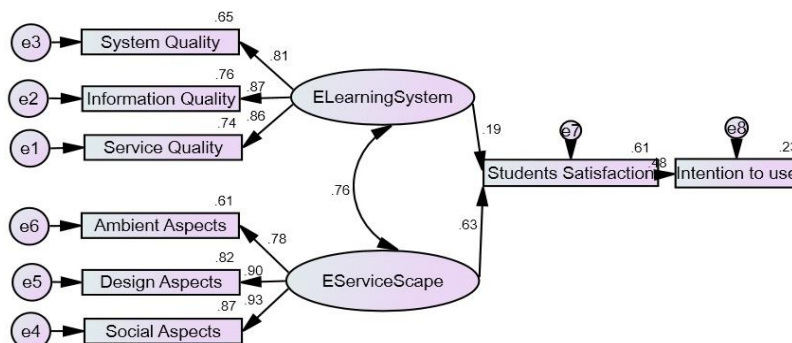 .65
e3 System Quality
.81
.76
e2 Information Quality .87
ELearningSystem
.86
.74
e1 Service Quality
.19
e7
e8
.61
.23
Students Satisfaction .48 Intention to use
.76
.61
e6 Ambient Aspects
.78
.63
.82
e5 Design Aspects .90
EServiceScape
.93
.87
e4 Social Aspects